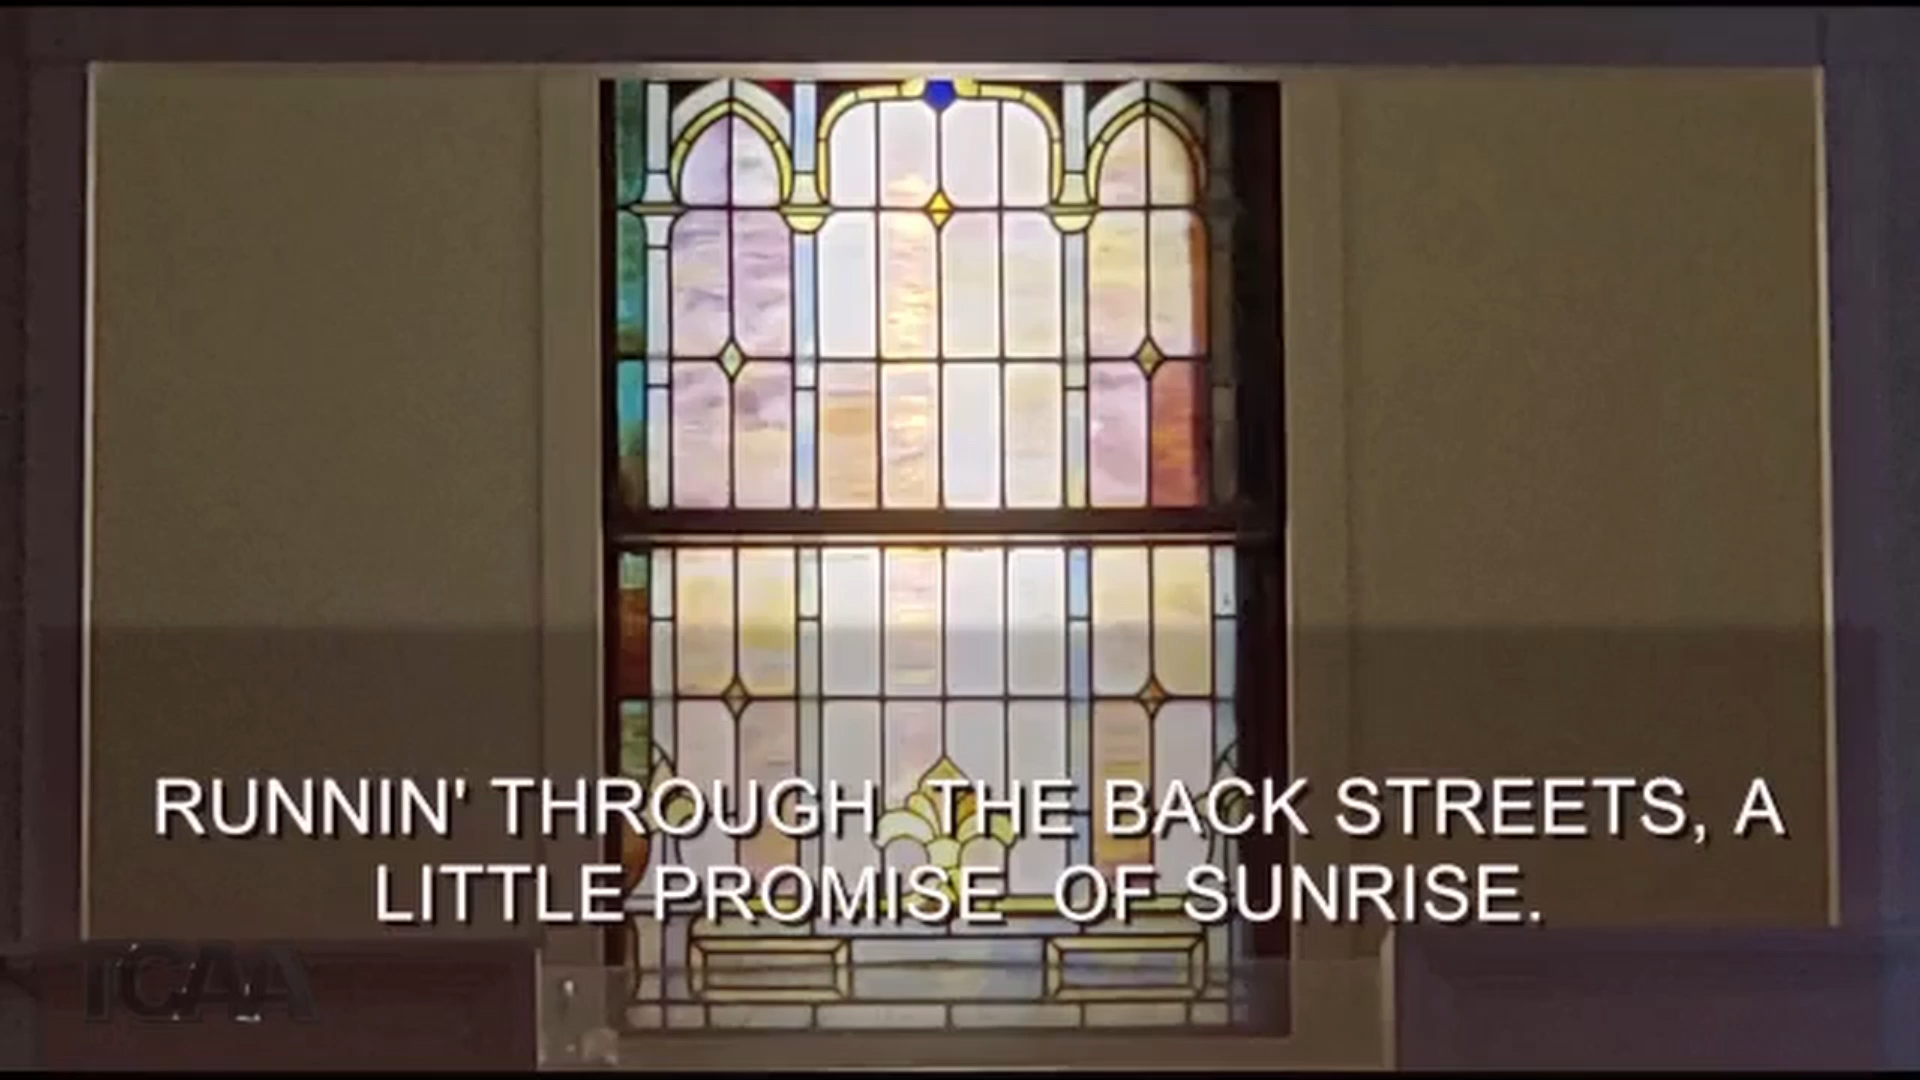 RUNNIN' THROUGH THE BACK STREETS, A
LITTLE PROMISE OF SUNRISE.
TCAA